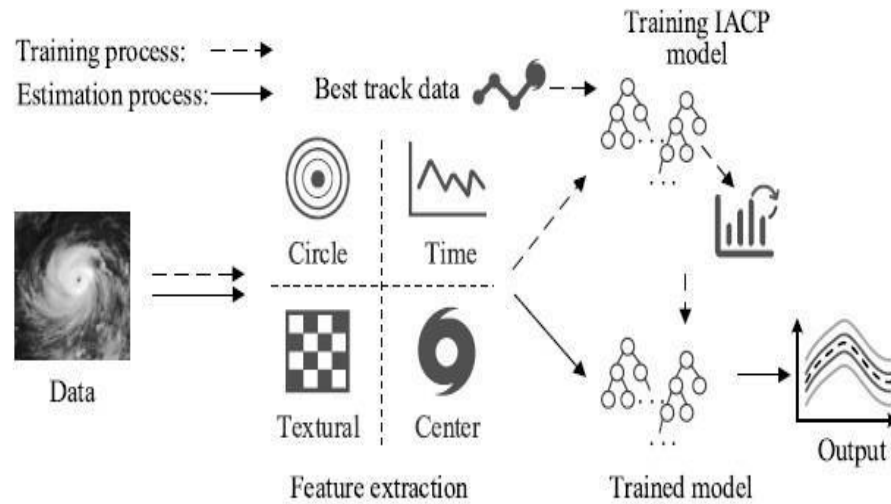 Training process:
Estimation process:
Best track data
Training IACP
model
Circle
Time
Textural
Center
Data
Feature extraction
Trained model
Output